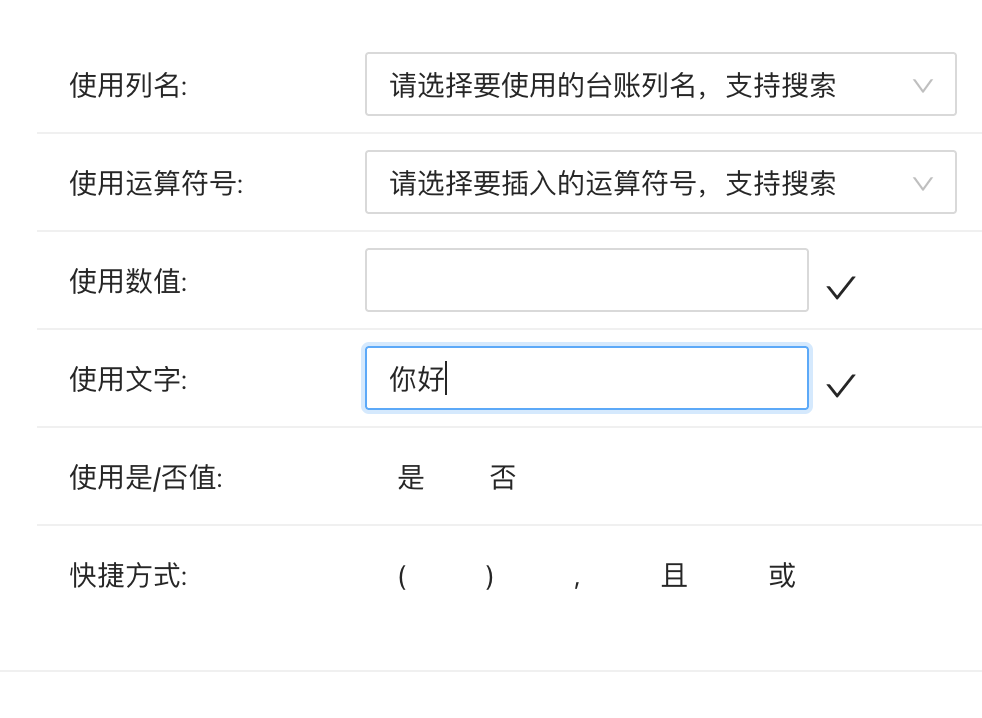 使用列名: 请选择要使用的台账列名，支持搜索
使用运算符号: 请选择要插入的运算符号，支持搜索
使用数值:
使用文字: 你好
使用是/否值: 是 否
快捷方式: ( ) , 且 或